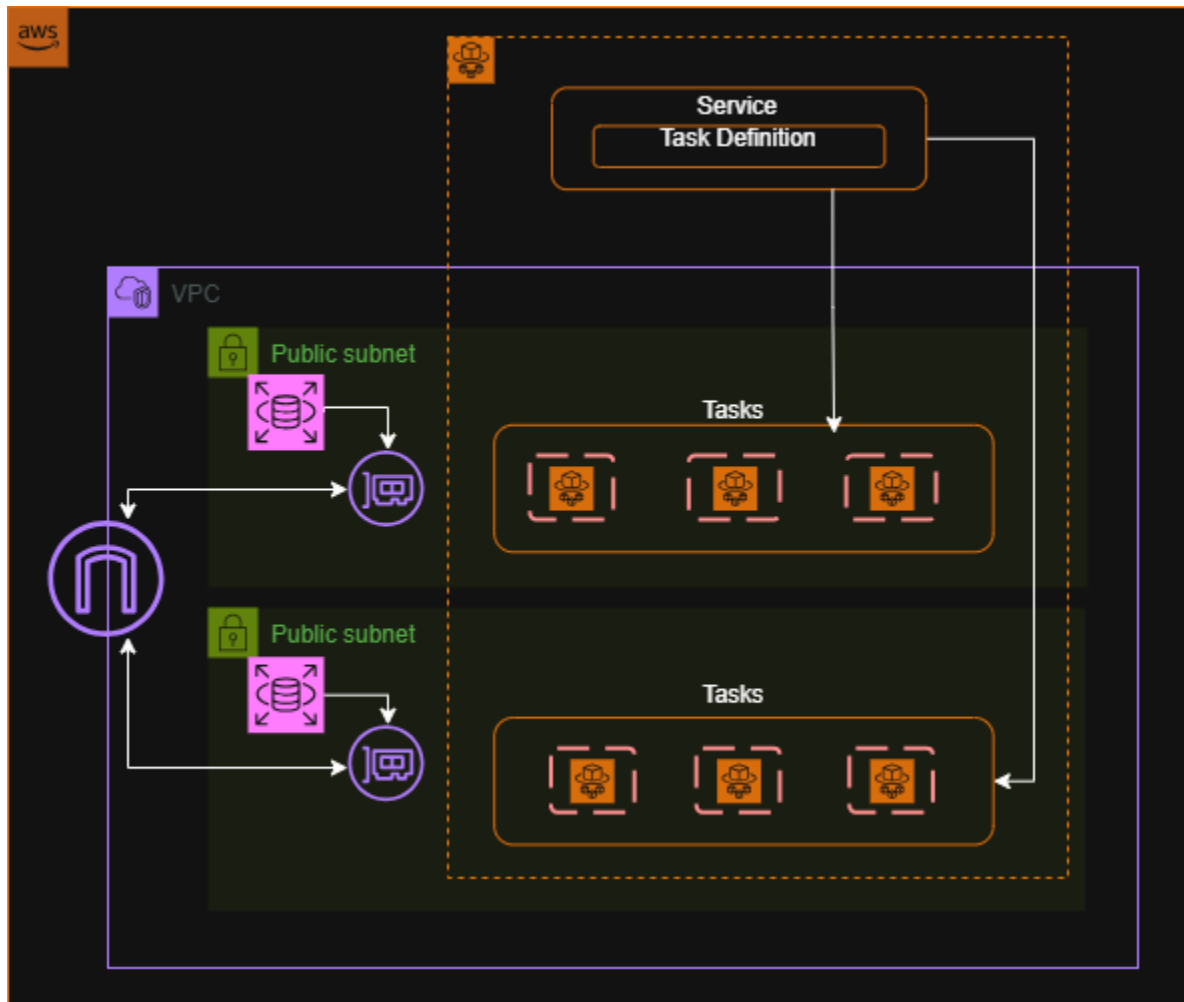 aws
Service
Task Definition
VPC
Public subnet
Tasks
Public subnet
Tasks